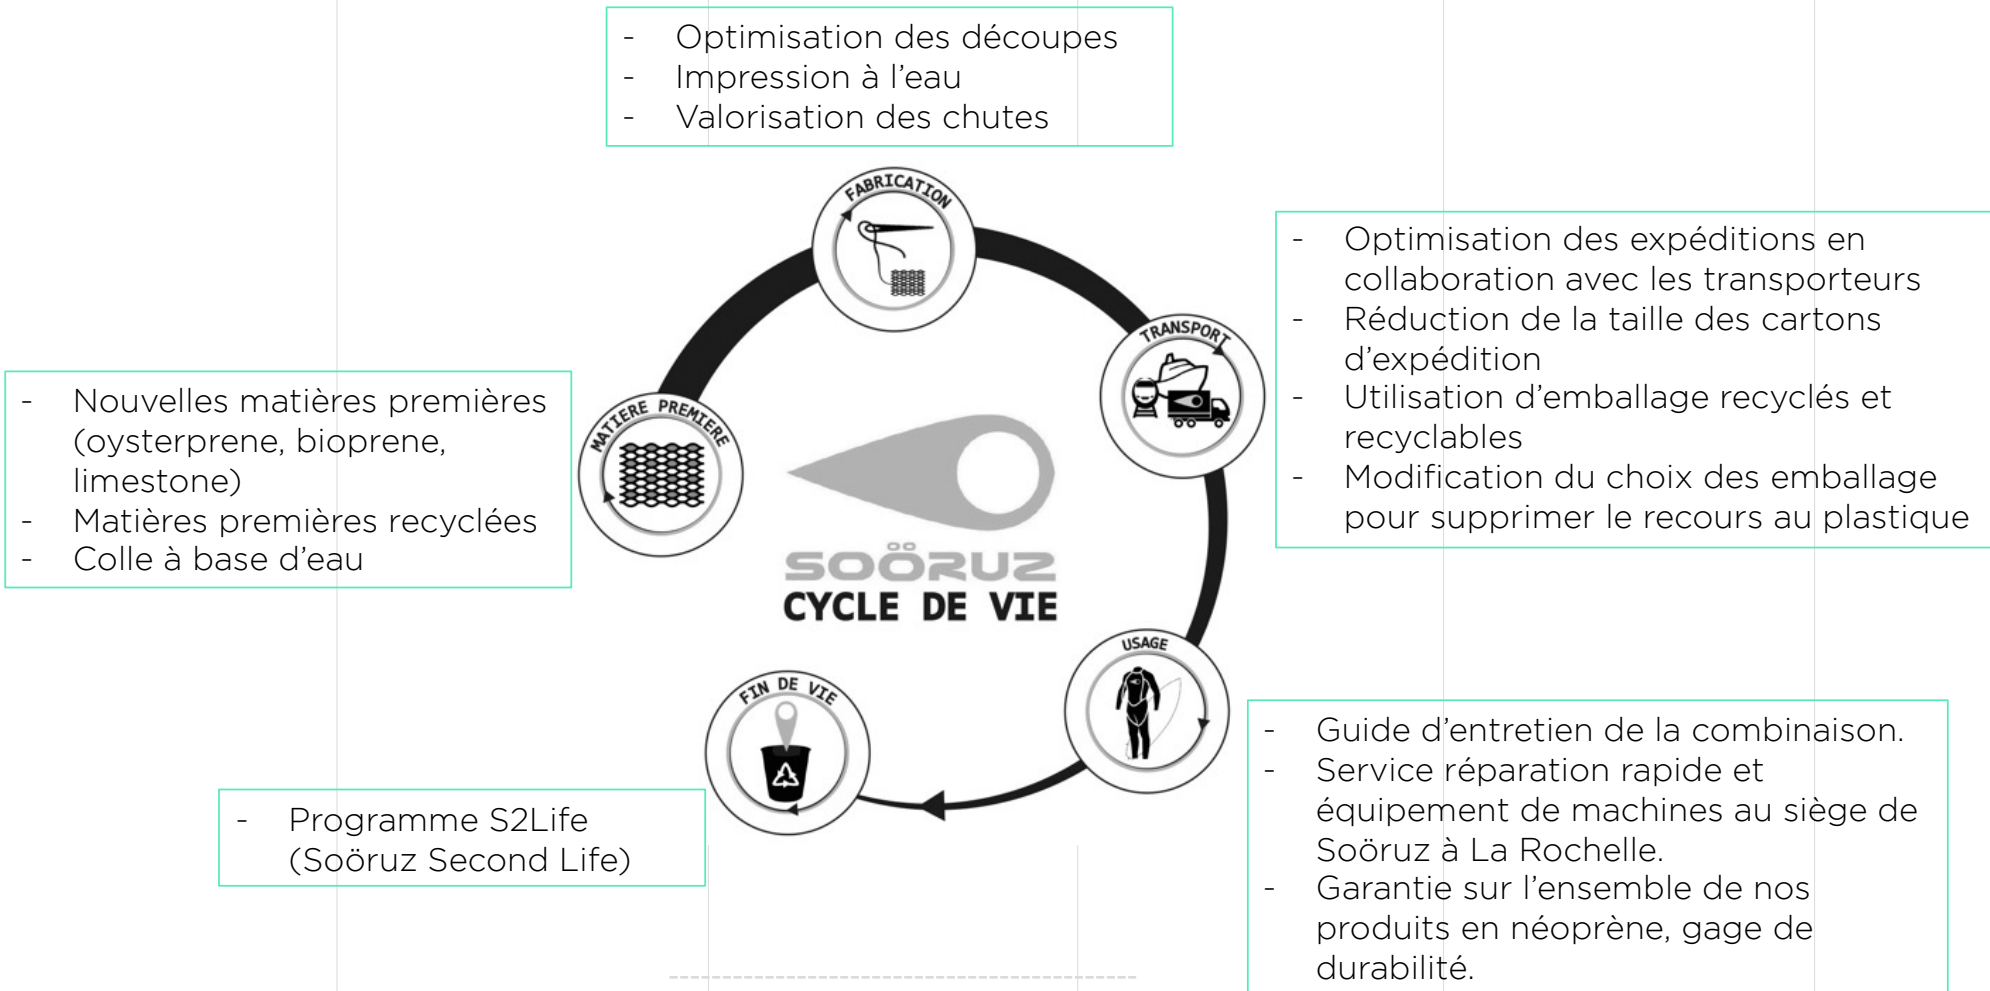 - Optimisation des découpes
- Impression à l'eau
- Valorisation des chutes
FABRICATION
- Optimisation des expéditions en
collaboration avec les transporteurs
- Réduction de la taille des cartons
d'expédition
- Utilisation d'emballage recyclés et
recyclables
- Modification du choix des emballage
pour supprimer le recours au plastique
TRANSPORT
- Nouvelles matières premières
(oysterprene, bioprene,
limestone)
- Matières premières recyclées
- Colle à base d'eau
MATIERE PREMIERE
SOÖRUZ
CYCLE DE VIE
USAGE
- Guide d'entretien de la combinaison.
- Service réparation rapide et
équipement de machines au siège de
Soöruz à La Rochelle.
- Garantie sur l'ensemble de nos
produits en néoprène, gage de
durabilité.
FIN DE VIE
- Programme S2Life
(Soöruz Second Life)